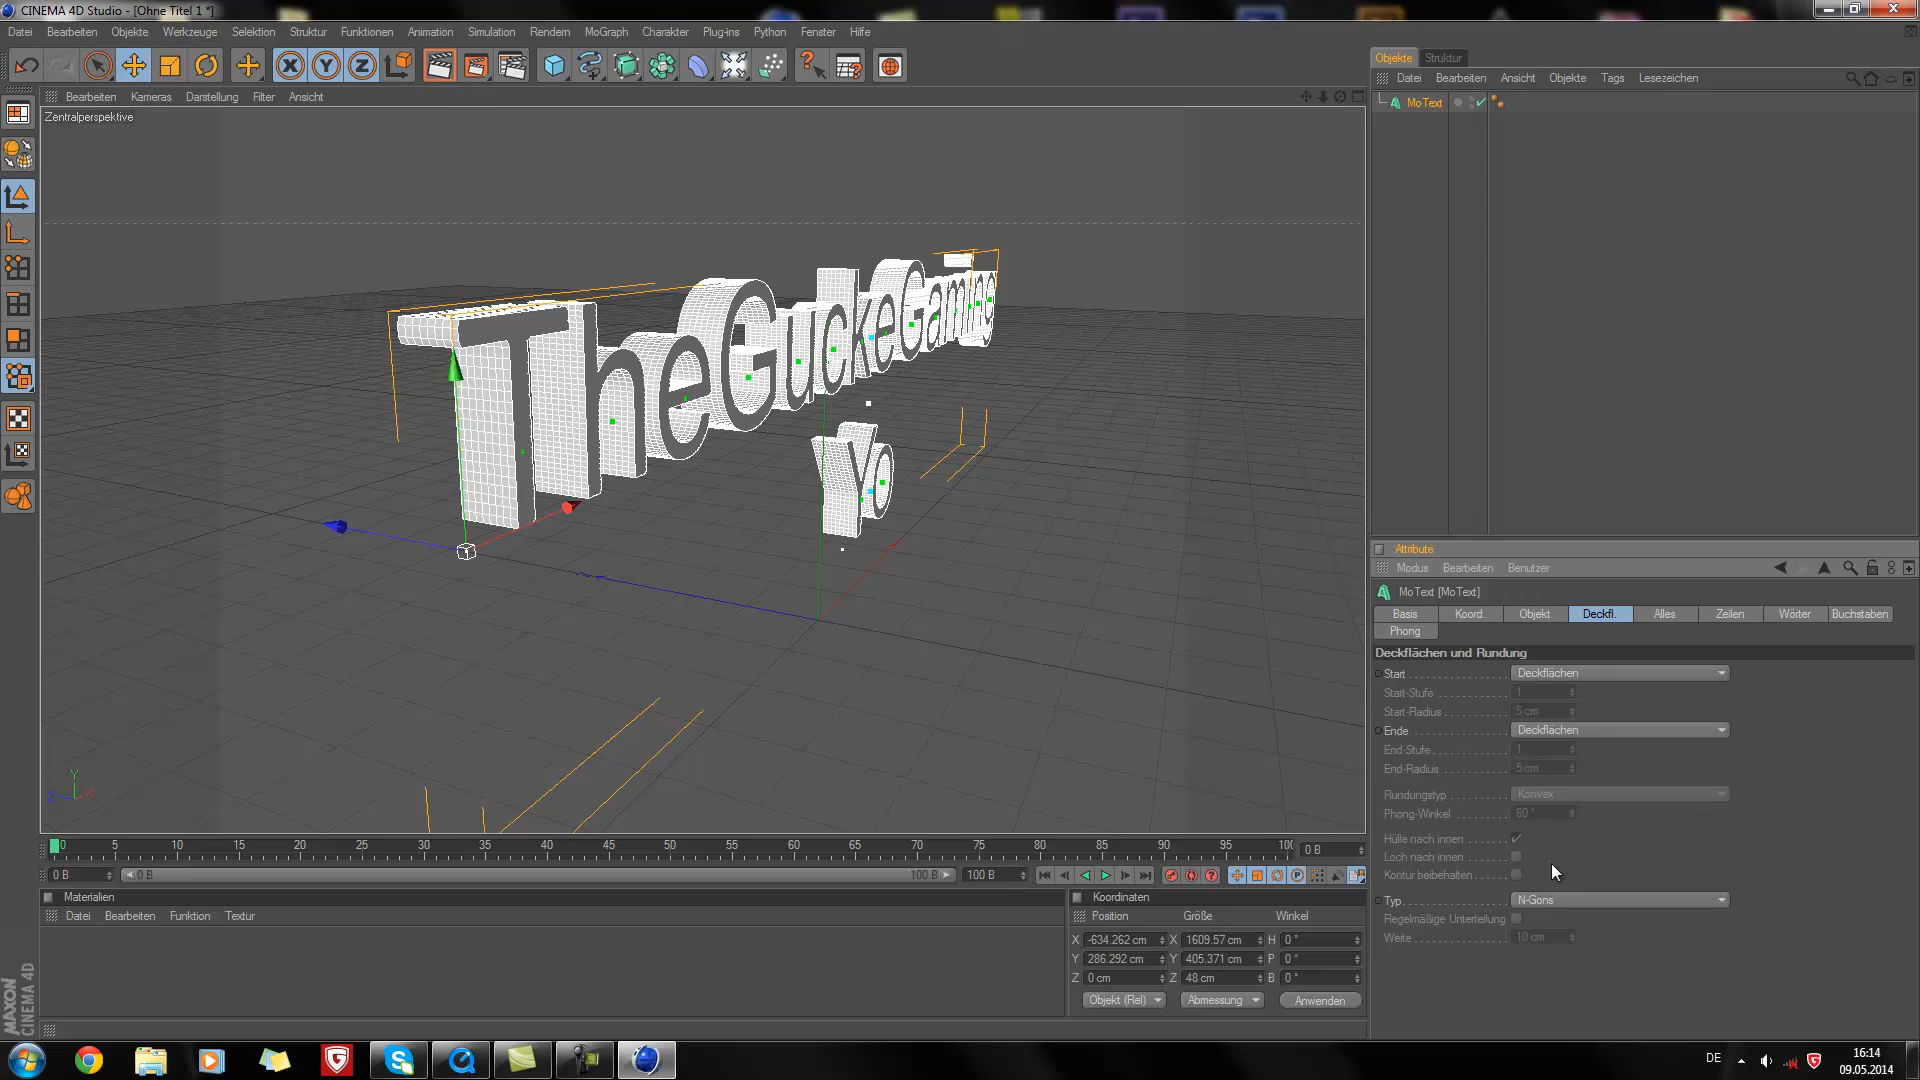 CINEMA 4D Studio - [Ohne Titel 1 *]
Datei Bearbeiten Objekte Werkzeuge Selektion Struktur Funktionen Animation Simulation Rendern MoGraph Charakter Plug-ins Python Fenster Hilfe
Objekte Struktur
Datei Bearbeiten Ansicht Objekte Tags Lesezeichen
MoText
Bearbeiten Kameras Darstellung Filter Ansicht
Zentralperspektive
TheGuckeGaming
Yo
Attribute
Modus Bearbeiten Benutzer
MoText [MoText]
Basis Koord. Objekt Deckfl. Alles Zeilen Wörter Buchstaben
Phong
Deckflächen und Rundung
Start Deckflächen
Start-Stufe 1
Start-Radius 5 cm
Ende Deckflächen
End-Stufe 1
End-Radius 5 cm
Rundungstyp Konvex
Phong-Winkel 60 °
Hülle nach innen
Loch nach innen
Kontur beibehalten
Typ N-Gons
Regelmäßige Unterteilung
Weite 10 cm
Y
Z X
0 5 10 15 20 25 30 35 40 45 50 55 60 65 70 75 80 85 90 95 100 0 B
0 B 0 B 100 B 100 B
Materialien
Datei Bearbeiten Funktion Textur
Koordinaten
Position Größe Winkel
X -634.262 cm X 1609.57 cm H 0 °
Y 286.292 cm Y 405.371 cm P 0 °
Z 0 cm Z 48 cm B 0 °
Objekt (Rel) Abmessung Anwenden
MAXON
CINEMA 4D
DE
16:14
09.05.2014